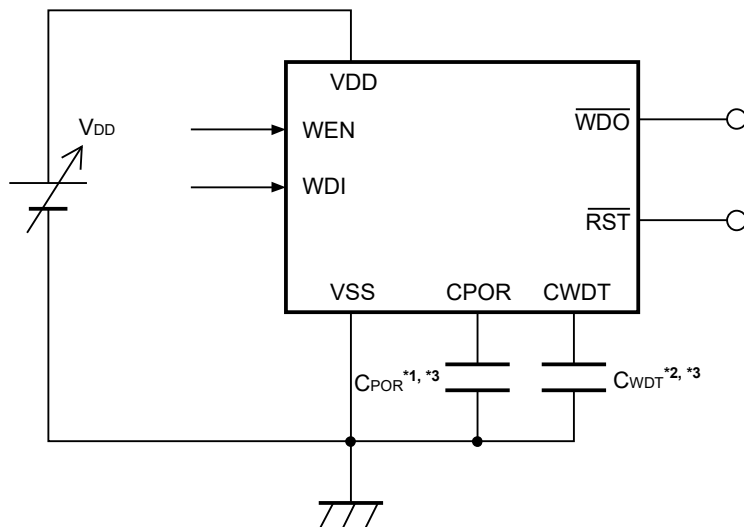 VDD
VDD
WEN
WDI
WDO
RST
VSS
CPOR
CWDT
CPOR*1, *3
CWDT*2, *3